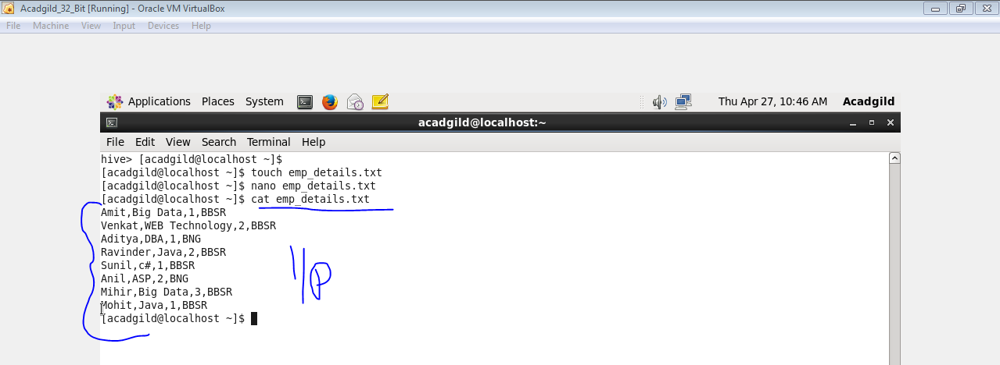 Acadgild_32_Bit [Running] - Oracle VM VirtualBox
File Machine View Input Devices Help
Applications Places System Thu Apr 27, 10:46 AM Acadgild
acadgild@localhost:~
File Edit View Search Terminal Help
hive> [acadgild@localhost ~]$
[acadgild@localhost ~]$ touch emp_details.txt
[acadgild@localhost ~]$ nano emp_details.txt
[acadgild@localhost ~]$ cat emp_details.txt
Amit,Big Data,1,BBSR
Venkat,WEB Technology,2,BBSR
Aditya,DBA,1,BNG
Ravinder,Java,2,BBSR
Sunil,c#,1,BBSR
Anil,ASP,2,BNG
Mihir,Big Data,3,BBSR
Mohit,Java,1,BBSR
[acadgild@localhost ~]$
I/p